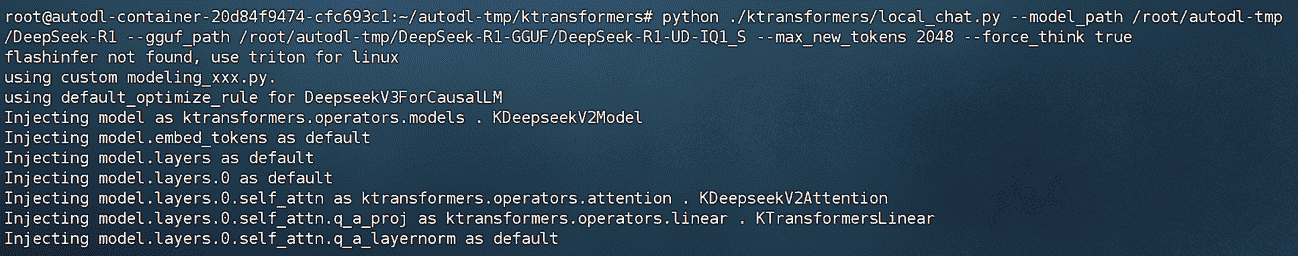 root@autodl-container-20d84f9474-cfc693c1:~/autodl-tmp/ktransformers# python ./ktransformers/local_chat.py --model_path /root/autodl-tmp
/DeepSeek-R1 --gguf_path /root/autodl-tmp/DeepSeek-R1-GGUF/DeepSeek-R1-UD-IQ1_S --max_new_tokens 2048 --force_think true
flashinfer not found, use triton for linux
using custom modeling_xxx.py.
using default_optimize_rule for DeepseekV3ForCausalLM
Injecting model as ktransformers.operators.models . KDeepseekV2Model
Injecting model.embed_tokens as default
Injecting model.layers as default
Injecting model.layers.0 as default
Injecting model.layers.0.self_attn as ktransformers.operators.attention . KDeepseekV2Attention
Injecting model.layers.0.self_attn.q_a_proj as ktransformers.operators.linear . KTransformersLinear
Injecting model.layers.0.self_attn.q_a_layernorm as default